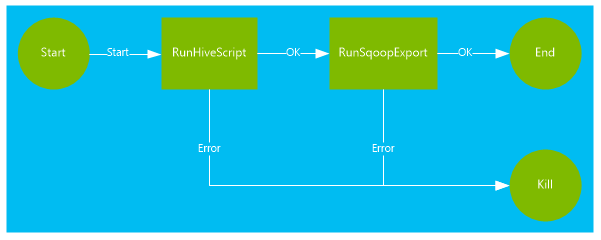 Start
Start
RunHiveScript
OK
RunSqoopExport
OK
End
Error
Error
Kill